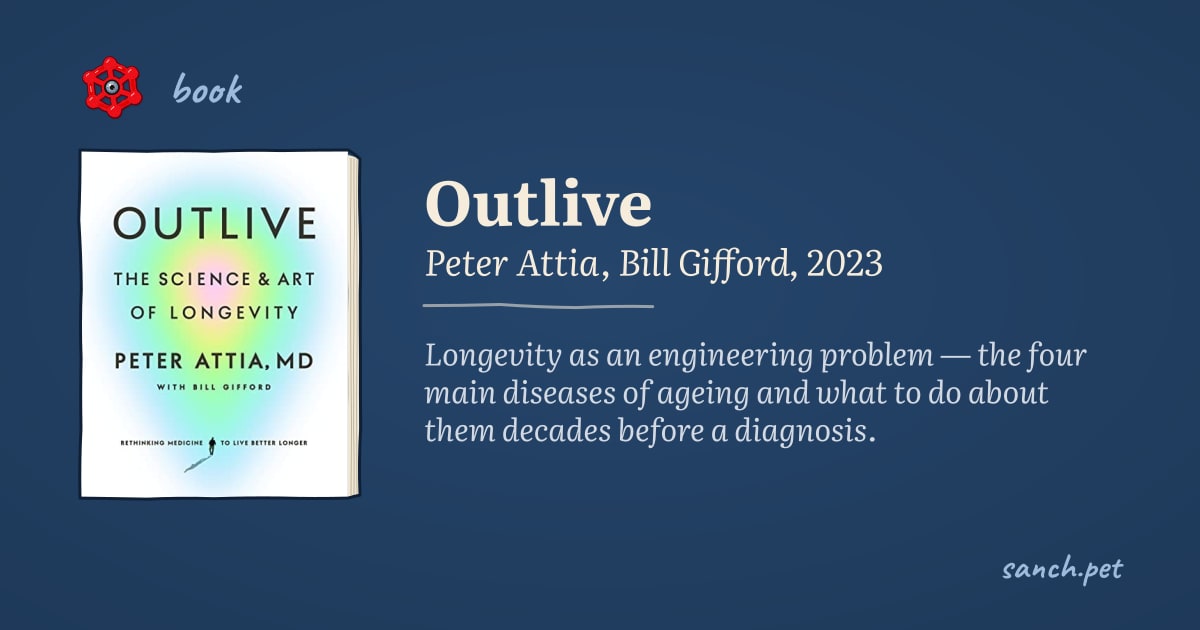 book
OUTLIVE
THE SCIENCE & ART
OF LONGEVITY
PETER ATTIA, MD
WITH BILL GIFFORD
RETHINKING MEDICINE TO LIVE BETTER LONGER
Outlive
Peter Attia, Bill Gifford, 2023
Longevity as an engineering problem — the four
main diseases of ageing and what to do about
them decades before a diagnosis.
sanch.pet